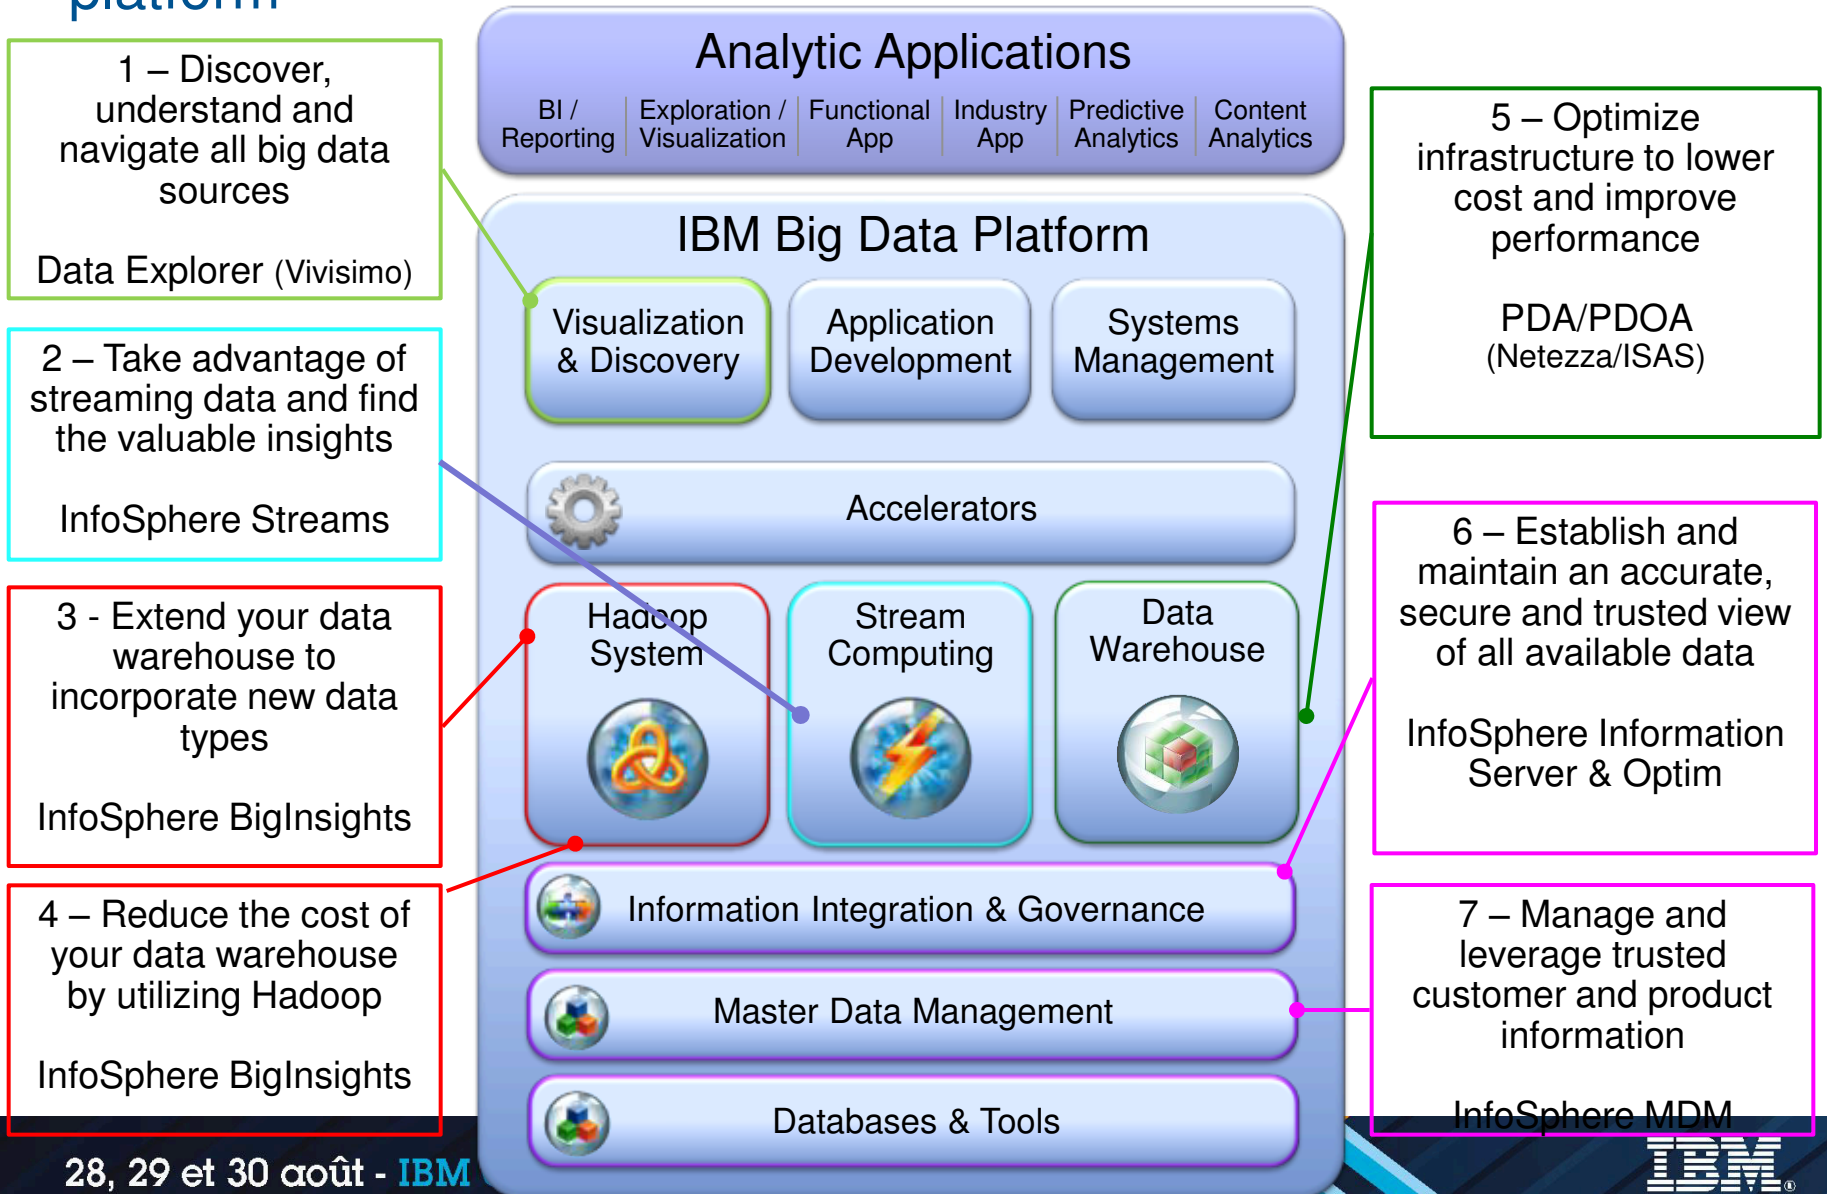 platform
1 – Discover,
understand and
navigate all big data
sources
Data Explorer (Vivisimo)
2 – Take advantage of
streaming data and find
the valuable insights
InfoSphere Streams
3 - Extend your data
warehouse to
incorporate new data
types
InfoSphere BigInsights
4 – Reduce the cost of
your data warehouse
by utilizing Hadoop
InfoSphere BigInsights
Analytic Applications
BI /
Reporting
Exploration /
Visualization
Functional
App
Industry
App
Predictive
Analytics
Content
Analytics
IBM Big Data Platform
Visualization
& Discovery
Application
Development
Systems
Management
Accelerators
Hadoop
System
Stream
Computing
Data
Warehouse
Information Integration & Governance
Master Data Management
Databases & Tools
5 – Optimize
infrastructure to lower
cost and improve
performance
PDA/PDOA
(Netezza/ISAS)
6 – Establish and
maintain an accurate,
secure and trusted view
of all available data
InfoSphere Information
Server & Optim
7 – Manage and
leverage trusted
customer and product
information
InfoSphere MDM
28, 29 et 30 août - IBM
IBM®